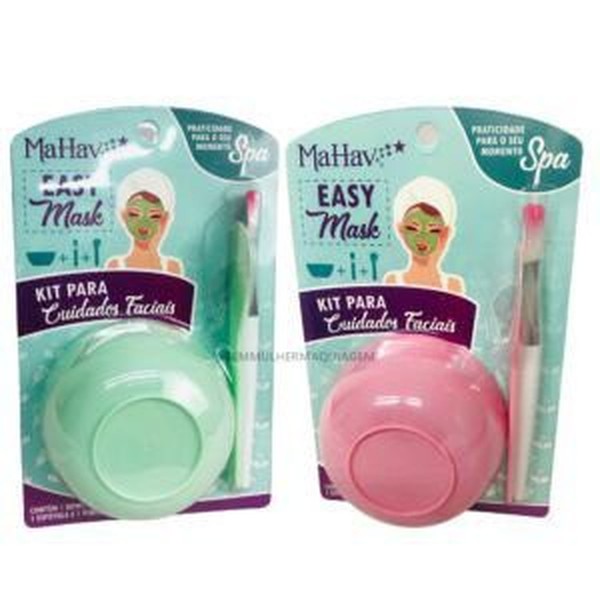 MaHav
PRATICIDADE
PARA O SEU
MOMENTO
Spa
EASY
Mask
KIT PARA
Cuidados Faciais
MaHav
PRATICIDADE
PARA O SEU
MOMENTO
Spa
EASY
Mask
KIT PARA
Cuidados Faciais
EMMULHERMAQUIAGEM